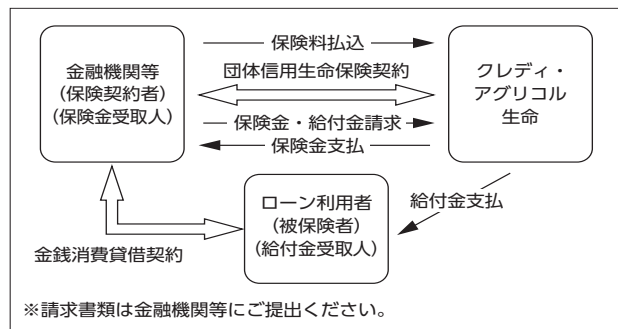 保険料払込
団体信用生命保険契約
保険金・給付金請求
保険金支払
金融機関等
(保険契約者)
(保険金受取人)
クレディ・
アグリコル
生命
ローン利用者
(被保険者)
(給付金受取人)
給付金支払
金銭消費貸借契約
※請求書類は金融機関等にご提出ください。